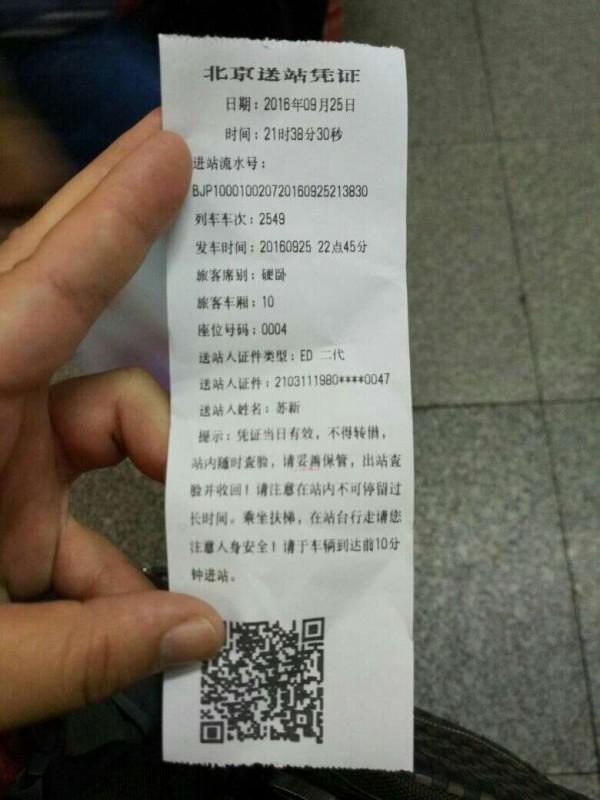 北京送站凭证
日期：2016年09月25日
时间：21时38分30秒
进站流水号：
BJP100010020720160925213830
列车车次：2549
发车时间：20160925 22点45分
旅客席别：硬卧
旅客车厢：10
座位号码：0004
送站人证件类型：ED 二代
送站人证件：2103111980****0047
送站人姓名：苏新
提示：凭证当日有效，不得转借，
站内随时查验，请妥善保管，出站查
验并收回！请注意在站内不可停留过
长时间。乘坐扶梯，在站台行走请您
注意人身安全！请于车辆到达前10分
钟进站。